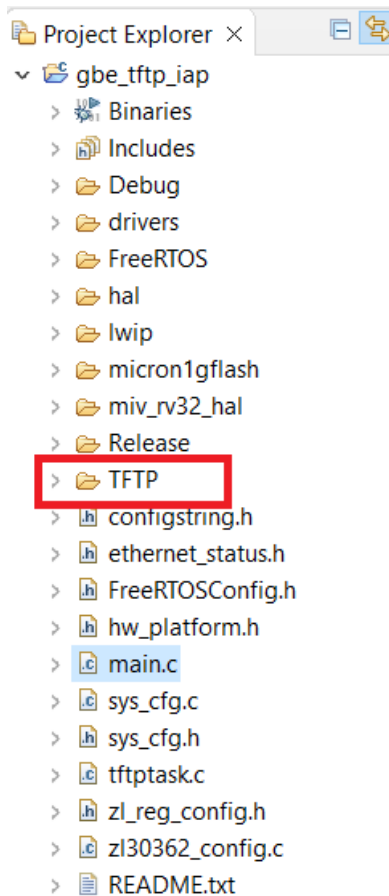 Project Explorer
gbe_tftp_iap
Binaries
Includes
Debug
drivers
FreeRTOS
hal
lwip
micron1gflash
miv_rv32_hal
Release
TFTP
configstring.h
ethernet_status.h
FreeRTOSConfig.h
hw_platform.h
main.c
sys_cfg.c
sys_cfg.h
tftptask.c
zl_reg_config.h
zl30362_config.c
README.txt